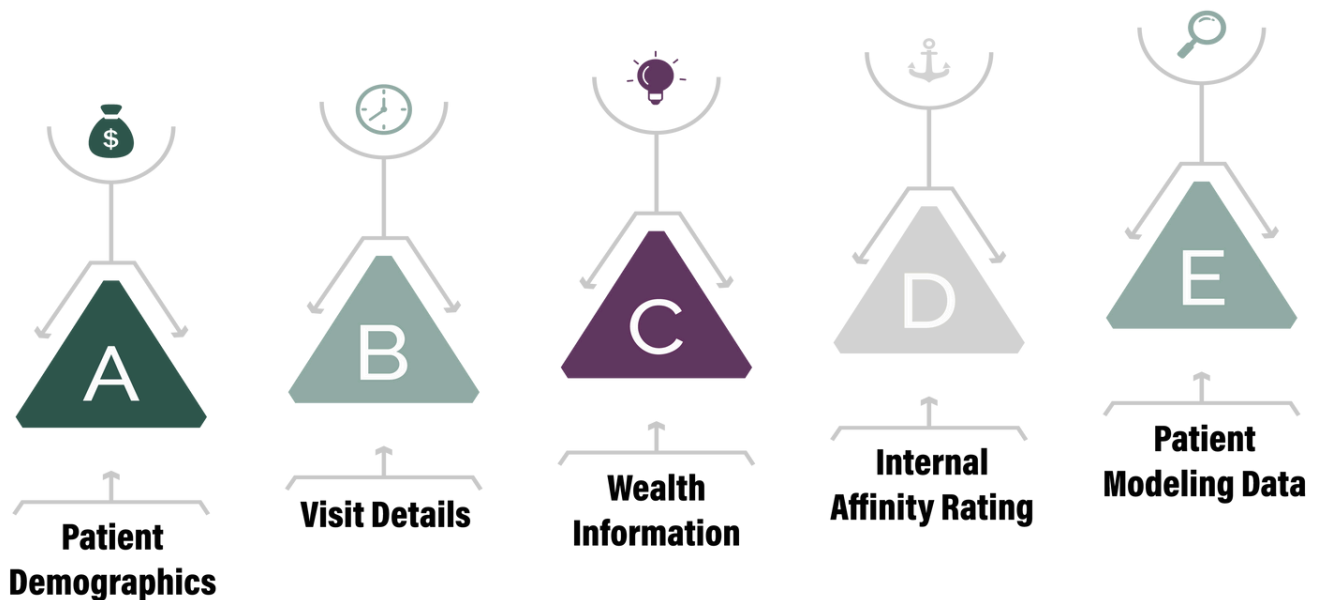 $
A
Patient
Demographics
B
Visit Details
C
Wealth
Information
D
Internal
Affinity Rating
E
Patient
Modeling Data